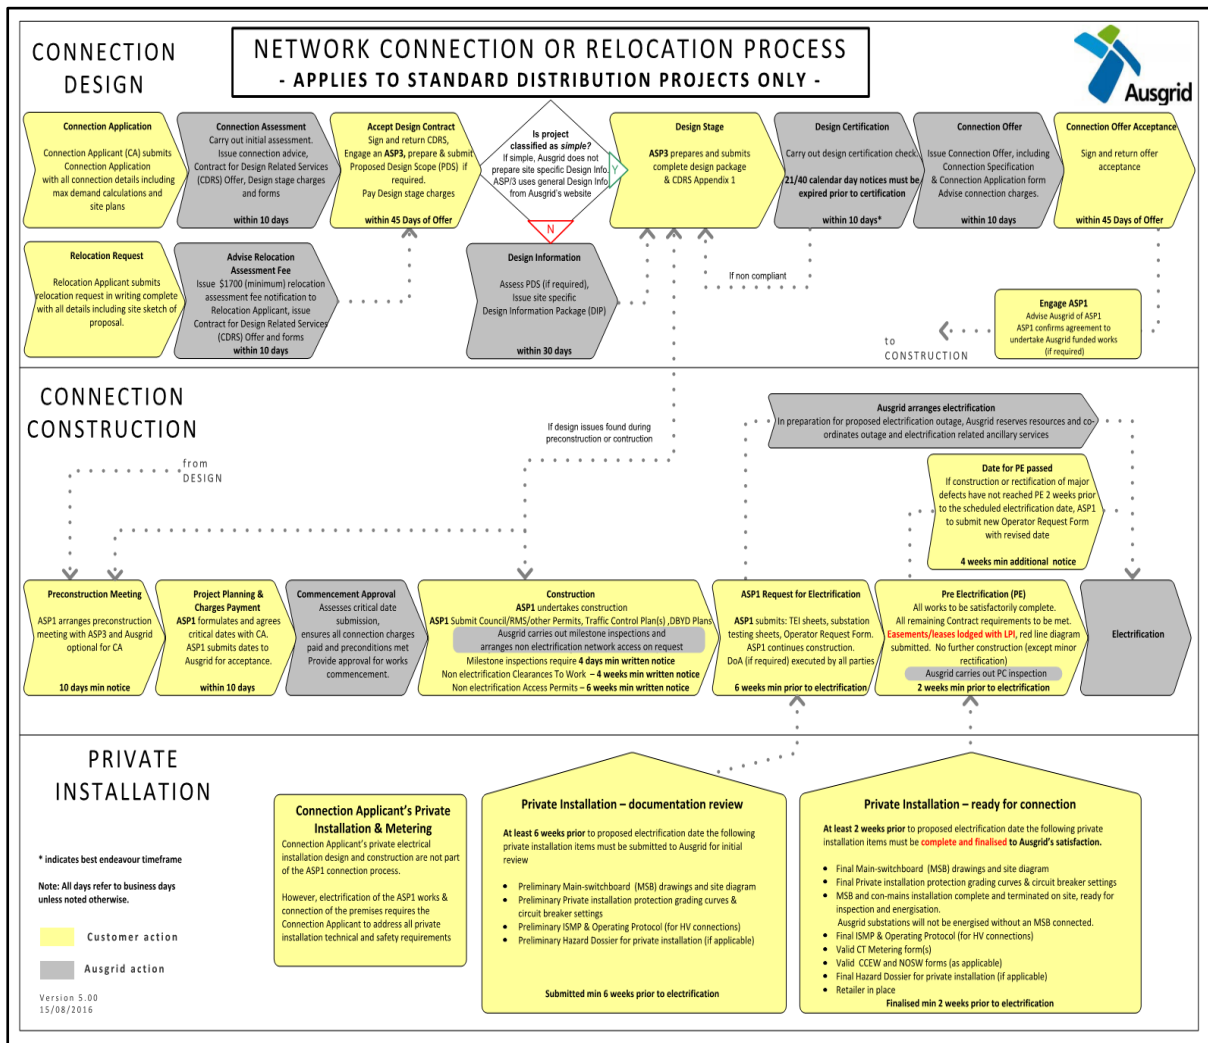 CONNECTION
DESIGN
NETWORK CONNECTION OR RELOCATION PROCESS
- APPLIES TO STANDARD DISTRIBUTION PROJECTS ONLY -
Ausgrid
Connection Application
Connection Applicant (CA) submits
Connection Application
with all connection details including
max demand calculations and
site plans
Connection Assessment
Carry out initial assessment.
Issue connection advice,
Contract for Design Related Services
(CDRS) Offer, Design stage charges
and forms
within 10 days
Accept Design Contract
Sign and return CDRS,
Engage an ASP3, prepare & submit
Proposed Design Scope (PDS) if
required.
Pay Design stage charges
within 45 Days of Offer
Is project
classified as simple?
If simple, Ausgrid does not
prepare site specific Design Info.
ASP/3 uses general Design Info
from Ausgrid's website
Y
N
Design Stage
ASP3 prepares and submits
complete design package
& CDRS Appendix 1
Design Certification
Carry out design certification check.
21/40 calendar day notices must be
expired prior to certification
within 10 days*
Connection Offer
Issue Connection Offer, including
Connection Specification
& Connection Application form
Advise connection charges.
within 10 days
Connection Offer Acceptance
Sign and return offer
acceptance
within 45 Days of Offer
Relocation Request
Relocation Applicant submits
relocation request in writing complete
with all details including site sketch of
proposal.
Advise Relocation
Assessment Fee
Issue $1700 (minimum) relocation
assessment fee notification to
Relocation Applicant, issue
Contract for Design Related Services
(CDRS) Offer and forms
within 10 days
Design Information
Assess PDS (if required),
Issue site specific
Design Information Package (DIP)
within 30 days
If non compliant
Engage ASP1
Advise Ausgrid of ASP1
ASP1 confirms agreement to
undertake Ausgrid funded works
(if required)
to
CONSTRUCTION
CONNECTION
CONSTRUCTION
from
DESIGN
If design issues found during
preconstruction or contruction
Ausgrid arranges electrification
In preparation for proposed electrification outage, Ausgrid reserves resources and co-
ordinates outage and electrification related ancillary services
Date for PE passed
If construction or rectification of major
defects have not reached PE 2 weeks prior
to the scheduled electrification date, ASP1
to submit new Operator Request Form
with revised date
4 weeks min additional notice
Preconstruction Meeting
ASP1 arranges preconstruction
meeting with ASP3 and Ausgrid
optional for CA
10 days min notice
Project Planning &
Charges Payment
ASP1 formulates and agrees
critical dates with CA.
ASP1 submits dates to
Ausgrid for acceptance.
within 10 days
Commencement Approval
Assesses critical date
submission,
ensures all connection charges
paid and preconditions met
Provide approval for works
commencement.
Construction
ASP1 undertakes construction
ASP1 Submit Council/RMS/other Permits, Traffic Control Plan(s) ,DBYD Plans
Ausgrid carries out milestone inspections and
arranges non electrification network access on request
Milestone inspections require 4 days min written notice
Non electrification Clearances To Work – 4 weeks min written notice
Non electrification Access Permits – 6 weeks min written notice
ASP1 Request for Electrification
ASP1 submits: TEI sheets, substation
testing sheets, Operator Request Form.
ASP1 continues construction.
DoA (if required) executed by all parties
6 weeks min prior to electrification
Pre Electrification (PE)
All works to be satisfactorily complete.
All remaining Contract requirements to be met.
Easements/leases lodged with LPI, red line diagram
submitted. No further construction (except minor
rectification)
Ausgrid carries out PC inspection
2 weeks min prior to electrification
Electrification
PRIVATE
INSTALLATION
* indicates best endeavour timeframe
Note: All days refer to business days
unless noted otherwise.
Customer action
Ausgrid action
Version 5.00
15/08/2016
Connection Applicant's Private
Installation & Metering
Connection Applicant's private electrical
installation design and construction are not part
of the ASP1 connection process.
However, electrification of the ASP1 works &
connection of the premises requires the
Connection Applicant to address all private
installation technical and safety requirements
Private Installation – documentation review
At least 6 weeks prior to proposed electrification date the following
private installation items must be submitted to Ausgrid for initial
review
• Preliminary Main-switchboard (MSB) drawings and site diagram
• Preliminary Private installation protection grading curves &
circuit breaker settings
• Preliminary ISMP & Operating Protocol (for HV connections)
• Preliminary Hazard Dossier for private installation (if applicable)
Submitted min 6 weeks prior to electrification
Private Installation – ready for connection
At least 2 weeks prior to proposed electrification date the following private
installation items must be complete and finalised to Ausgrid's satisfaction.
• Final Main-switchboard (MSB) drawings and site diagram
• Final Private installation protection grading curves & circuit breaker settings
• MSB and con-mains installation complete and terminated on site, ready for
inspection and energisation.
Ausgrid substations will not be energised without an MSB connected.
• Final ISMP & Operating Protocol (for HV connections)
• Valid CT Metering form(s)
• Valid CCEW and NOSW forms (as applicable)
• Final Hazard Dossier for private installation (if applicable)
• Retailer in place
Finalised min 2 weeks prior to electrification